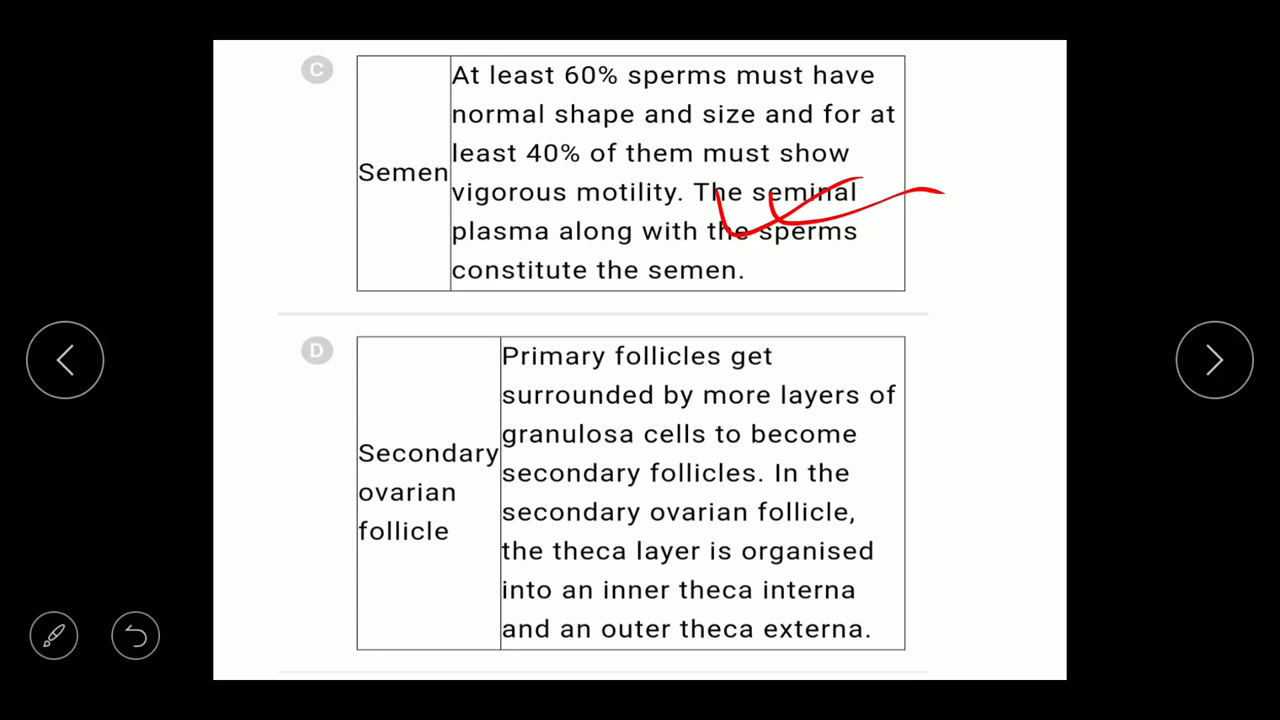 C
Semen
At least 60% sperms must have
normal shape and size and for at
least 40% of them must show
vigorous motility. The seminal
plasma along with the sperms
constitute the semen.
D
Secondary
ovarian
follicle
Primary follicles get
surrounded by more layers of
granulosa cells to become
secondary follicles. In the
secondary ovarian follicle,
the theca layer is organised
into an inner theca interna
and an outer theca externa.